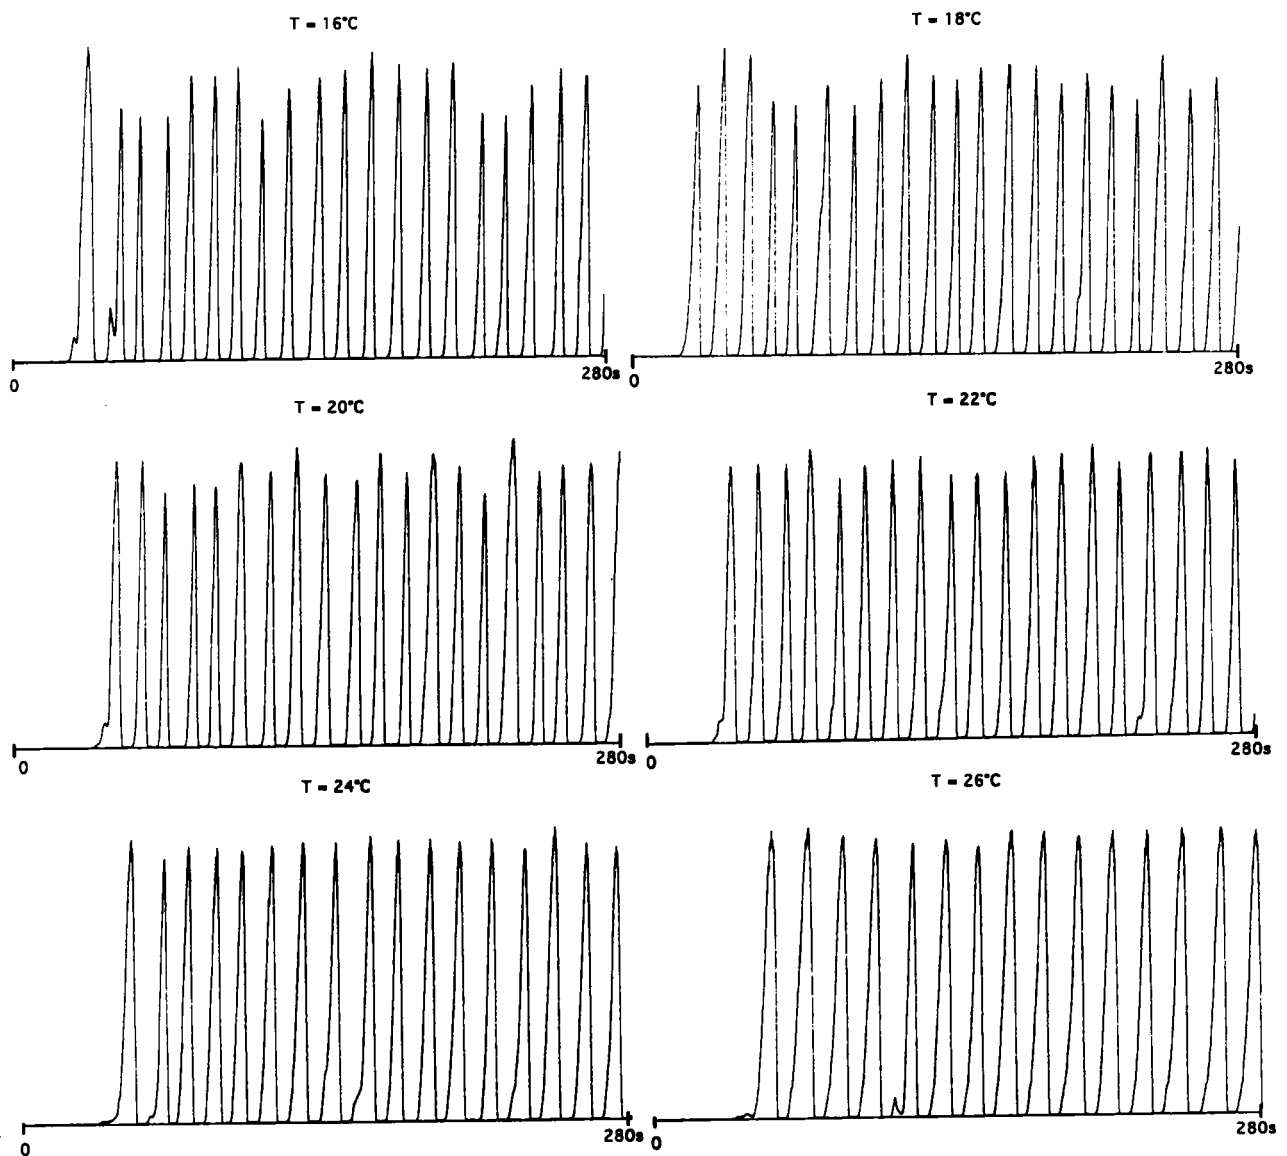 T = 16°C
T = 18°C
0
280s
0
280s
T = 20°C
T = 22°C
0
280s
0
280s
T = 24°C
T = 26°C
0
280s
0
280s